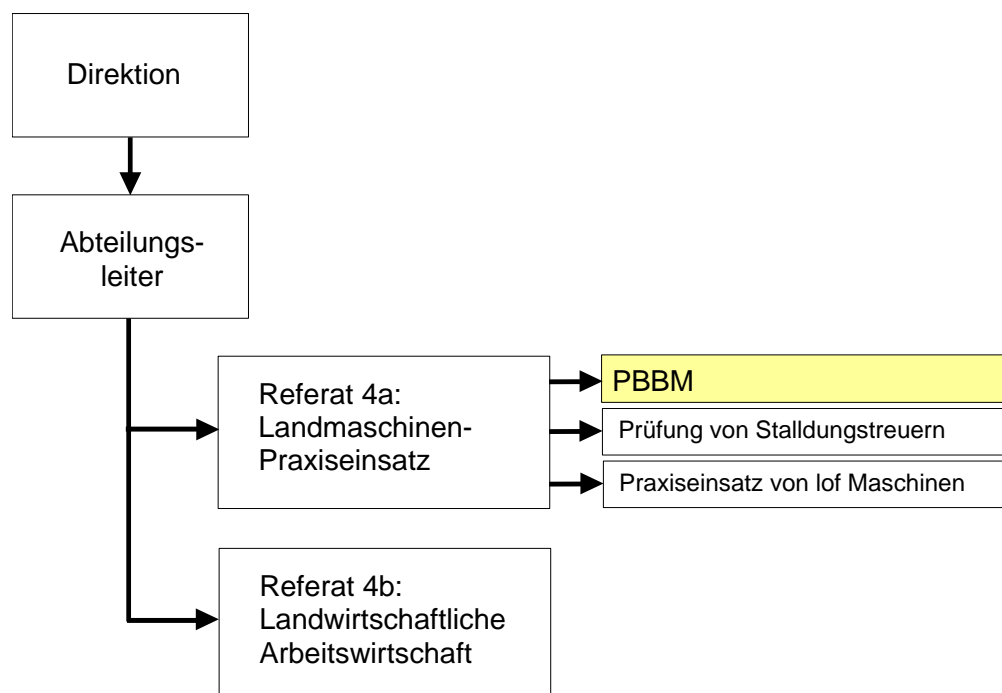 Direktion
Abteilungs-
leiter
Referat 4a:
Landmaschinen-
Praxiseinsatz
PBBM
Prüfung von Stalldungstreuern
Praxiseinsatz von lof Maschinen
Referat 4b:
Landwirtschaftliche
Arbeitswirtschaft